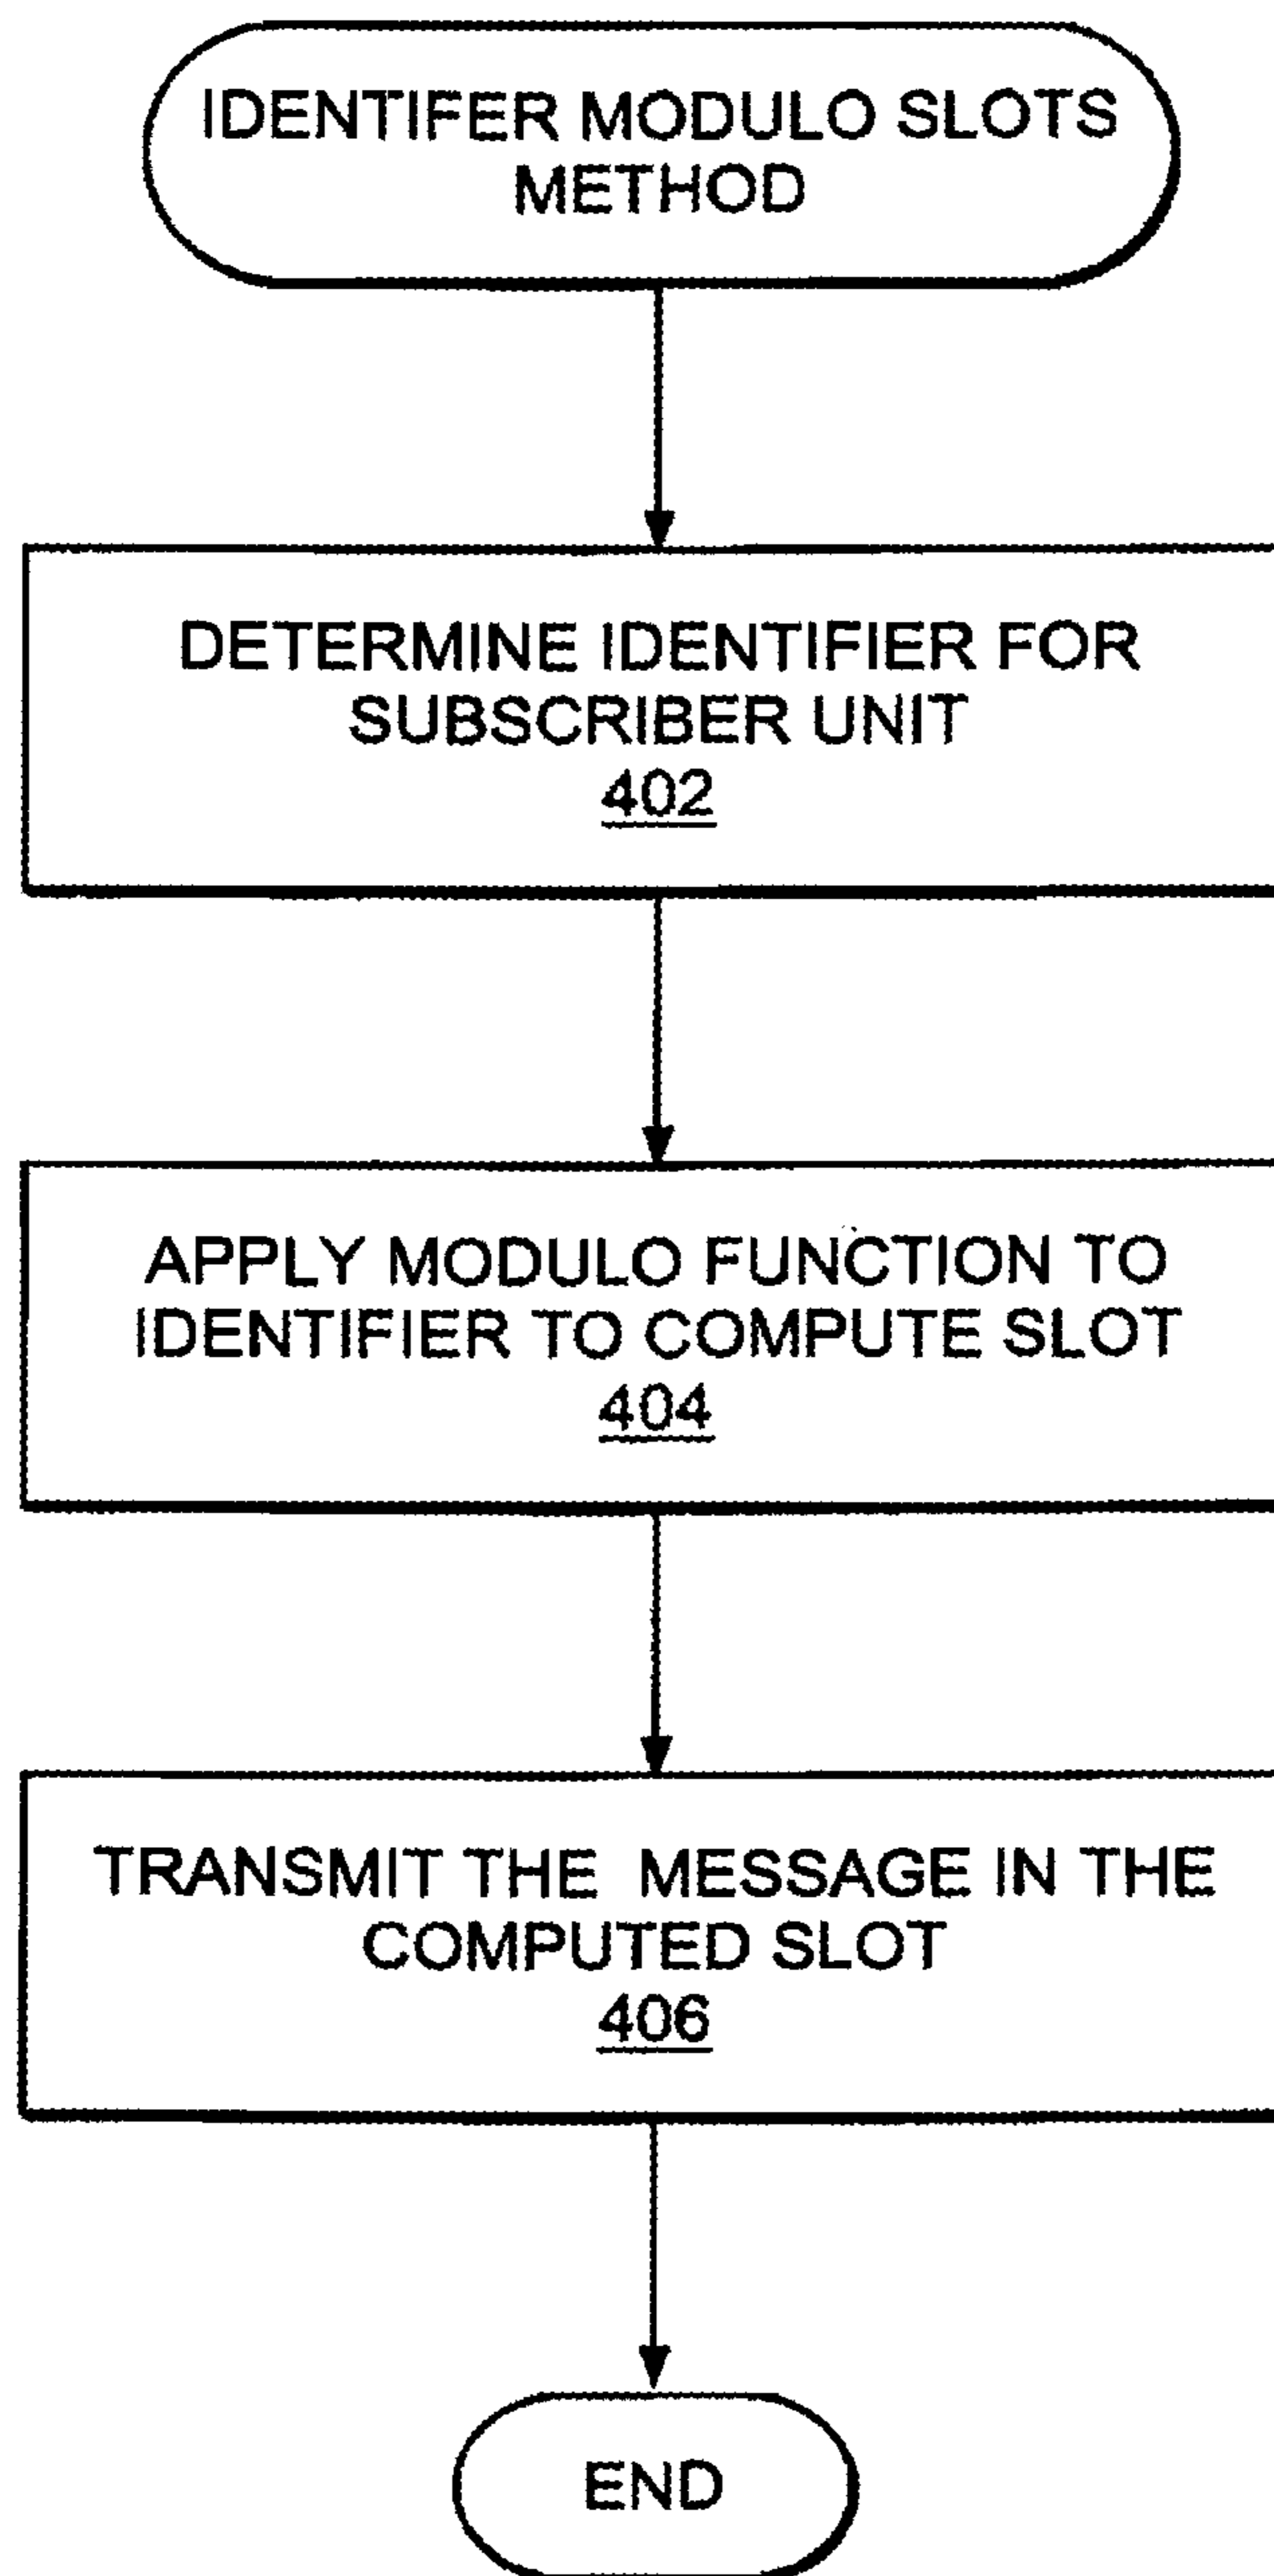 IDENTIFER MODULO SLOTS
METHOD
DETERMINE IDENTIFIER FOR
SUBSCRIBER UNIT
402
APPLY MODULO FUNCTION TO
IDENTIFIER TO COMPUTE SLOT
404
TRANSMIT THE MESSAGE IN THE
COMPUTED SLOT
406
END